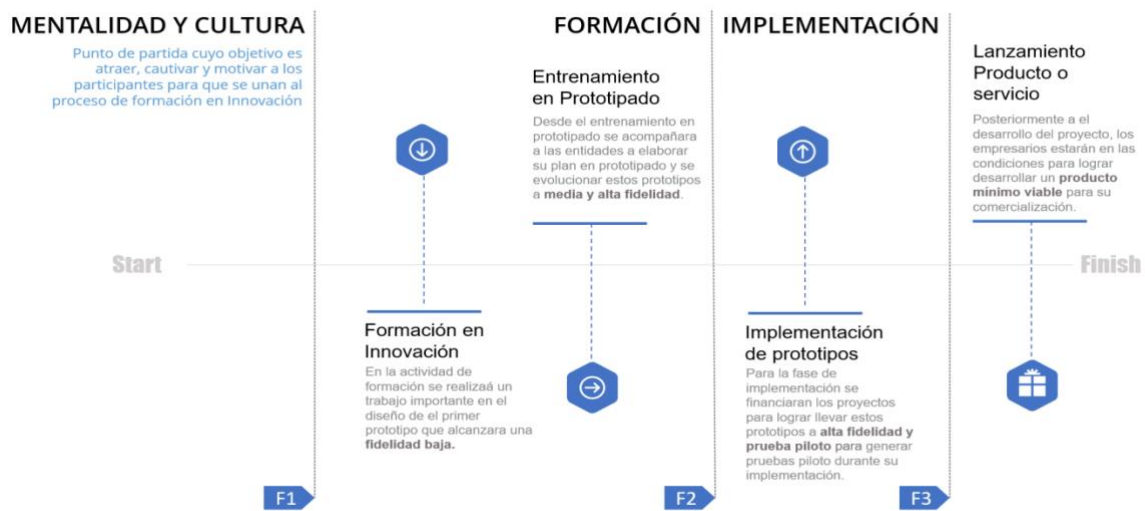 MENTALIDAD Y CULTURA
Punto de partida cuyo objetivo es
atraer, cautivar y motivar a los
participantes para que se unan al
proceso de formación en Innovación
FORMACIÓN
IMPLEMENTACIÓN
Start
Formación en
Innovación
En la actividad de
formación se realizaá un
trabajo importante en el
diseño de el primer
prototipo que alcanzara una
fidelidad baja.
Entrenamiento
en Prototipado
Desde el entrenamiento en
prototipado se acompañara
a las entidades a elaborar
su plan en prototipado y se
evolucionar estos prototipos
a media y alta fidelidad.
Implementación
de prototipos
Para la fase de
implementación se
financiaran los proyectos
para lograr llevar estos
prototipos a alta fidelidad y
prueba piloto para generar
pruebas piloto durante su
implementación.
Lanzamiento
Producto o
servicio
Posteriormente a el
desarrollo del proyecto, los
empresarios estarán en las
condiciones para lograr
desarrollar un producto
mínimo viable para su
comercialización.
Finish
F1
F2
F3